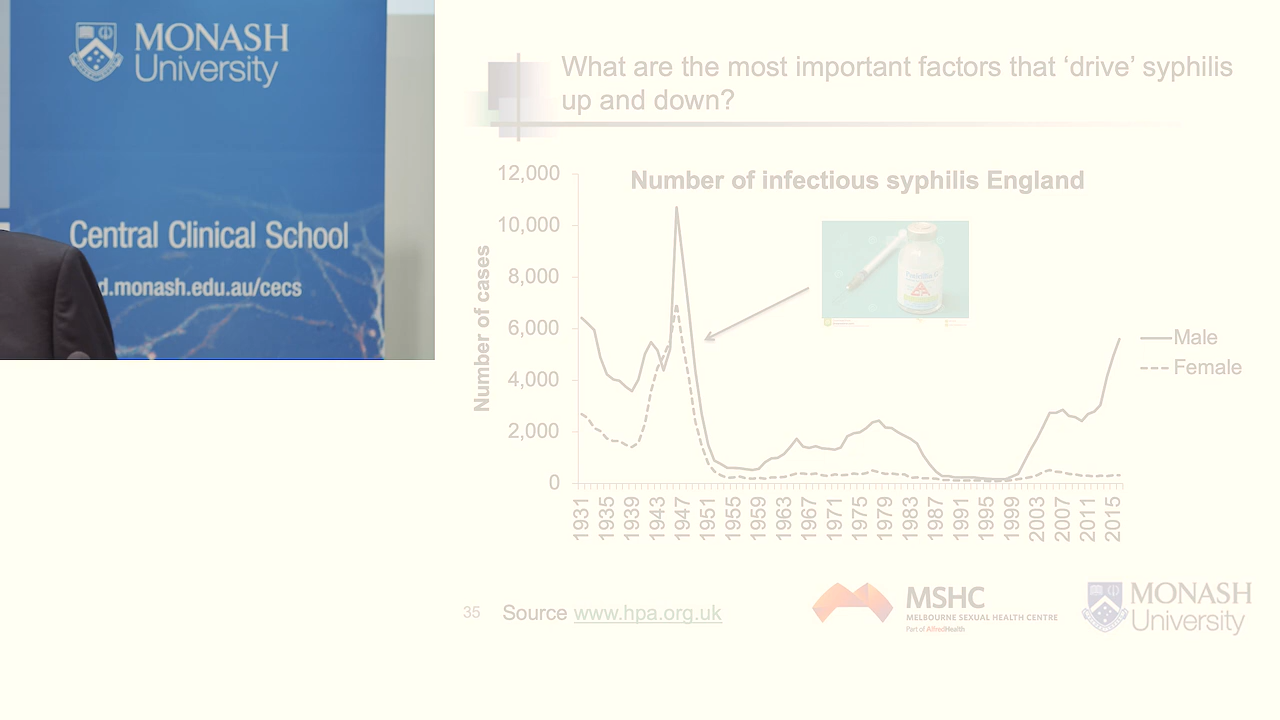 MONASH
University
Central Clinical School
d.monash.edu.au/cecs
What are the most important factors that ‘drive’ syphilis
up and down?
Number of infectious syphilis England
Number of cases
12,000
10,000
8,000
6,000
4,000
2,000
0
1931 1935 1939 1943 1947 1951 1955 1959 1963 1967 1971 1975 1979 1983 1987 1991 1995 1999 2003 2007 2011 2015
Male
Female
35 Source www.hpa.org.uk
MSHC
MELBOURNE SEXUAL HEALTH CENTRE
Part of AlfredHealth
MONASH
University